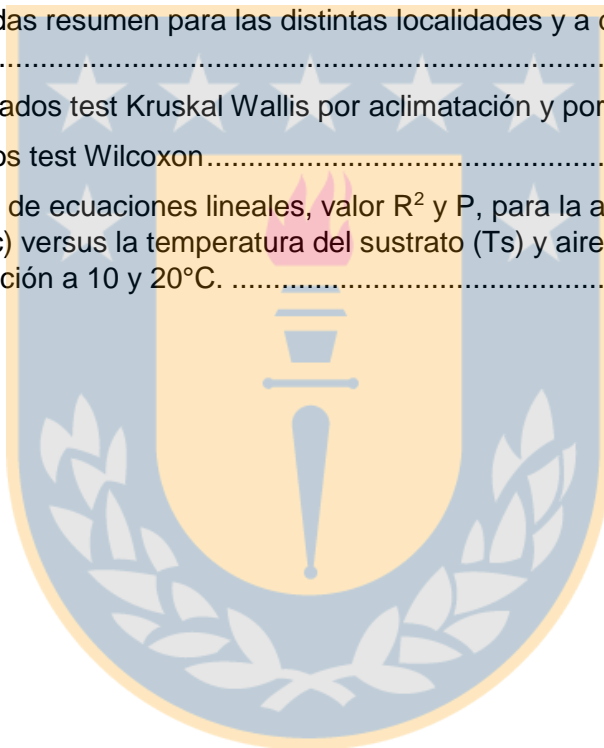 das resumen para las distintas localidades y a
..................................................................................
ados test Kruskal Wallis por aclimatación y por
os test Wilcoxon.......................................................
de ecuaciones lineales, valor R² y P, para la a
c) versus la temperatura del sustrato (Ts) y aire
ción a 10 y 20°C. ...................................................